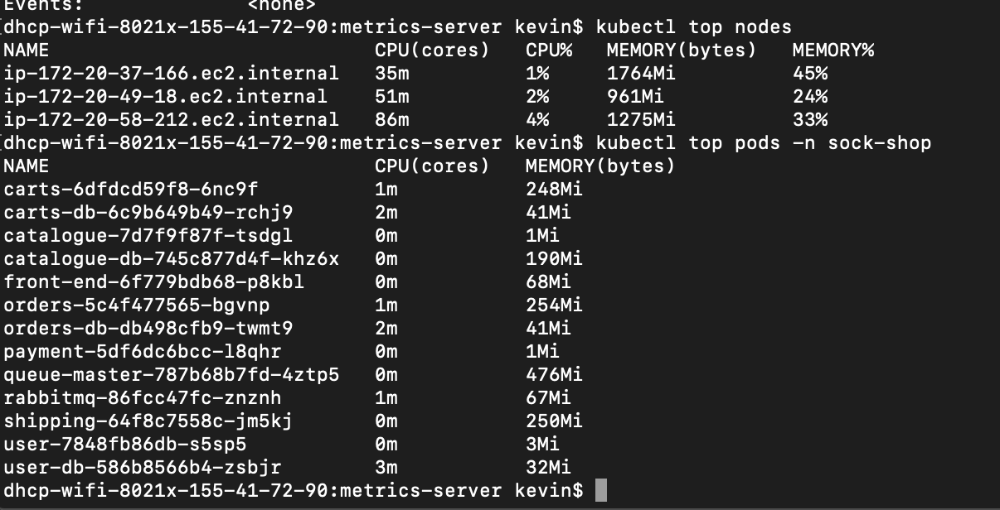 Events:              <none>
dhcp-wifi-8021x-155-41-72-90:metrics-server kevin$ kubectl top nodes
NAME                            CPU(cores)   CPU%   MEMORY(bytes)   MEMORY%
ip-172-20-37-166.ec2.internal   35m          1%     1764Mi          45%
ip-172-20-49-18.ec2.internal    51m          2%     961Mi           24%
ip-172-20-58-212.ec2.internal   86m          4%     1275Mi          33%
dhcp-wifi-8021x-155-41-72-90:metrics-server kevin$ kubectl top pods -n sock-shop
NAME                            CPU(cores)   MEMORY(bytes)
carts-6dfdcd59f8-6nc9f          1m           248Mi
carts-db-6c9b649b49-rchj9       2m           41Mi
catalogue-7d7f9f87f-tsdgl       0m           1Mi
catalogue-db-745c877d4f-khz6x   0m           190Mi
front-end-6f779bdb68-p8kbl      0m           68Mi
orders-5c4f477565-bgvnp         1m           254Mi
orders-db-db498cfb9-twmt9       2m           41Mi
payment-5df6dc6bcc-l8qhr        0m           1Mi
queue-master-787b68b7fd-4ztp5   0m           476Mi
rabbitmq-86fcc47fc-znznh        1m           67Mi
shipping-64f8c7558c-jm5kj       0m           250Mi
user-7848fb86db-s5sp5           0m           3Mi
user-db-586b8566b4-zsbjr        3m           32Mi
dhcp-wifi-8021x-155-41-72-90:metrics-server kevin$